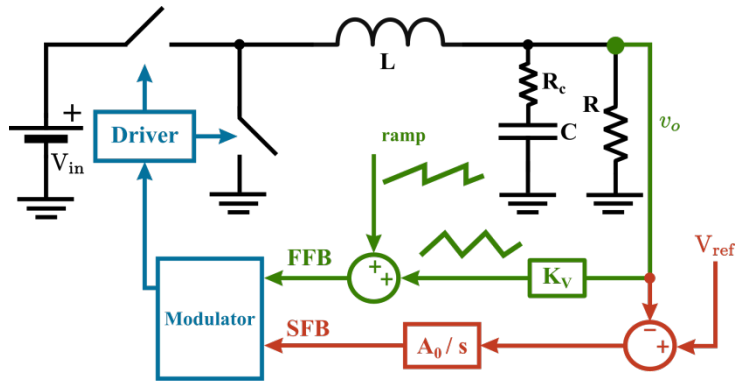 L
R_c
R
C
v_o
+
Driver
V_in
ramp
V_ref
FFB
+
+
K_V
Modulator
SFB
A_0 / s
−
+